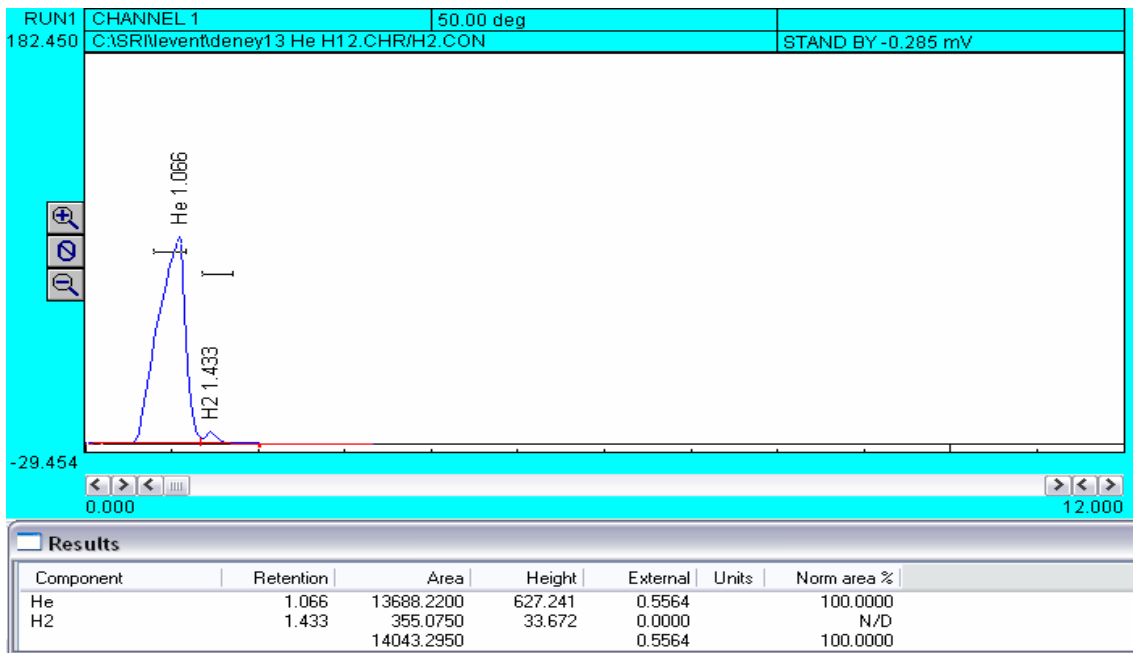 RUN1 CHANNEL 1 50.00 deg
182.450 C:\SRI\levent\deney13 He H12.CHR/H2.CON STAND BY -0.285 mV
He 1.066
H2 1.433
-29.454
0.000 12.000
Results
Component Retention Area Height External Units Norm area %
He 1.066 13688.2200 627.241 0.5564 100.0000
H2 1.433 355.0750 33.672 0.0000 N/D
14043.2950 0.5564 100.0000